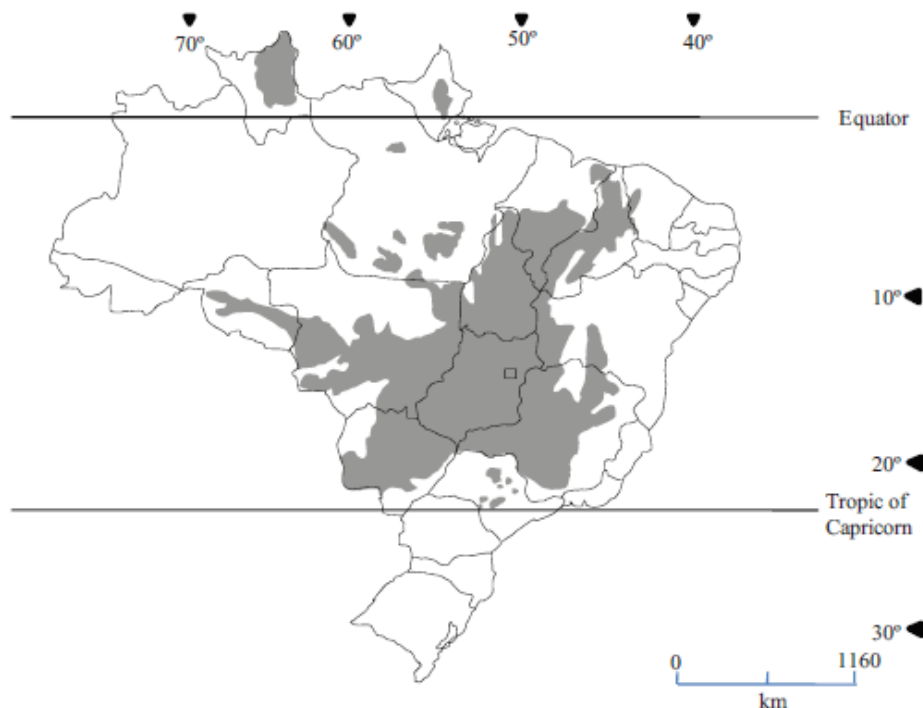 70º 60º 50º 40º
Equator
10º
20º
Tropic of
Capricorn
30º
0 1160
km